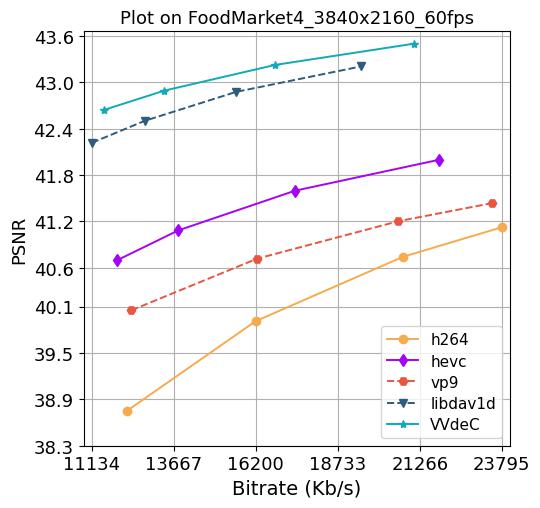 Plot on FoodMarket4_3840x2160_60fps
43.6
43.0
42.4
41.8
41.2
40.6
40.1
39.5
38.9
38.3
PSNR
11134 13667 16200 18733 21266 23795
Bitrate (Kb/s)
h264
hevc
vp9
libdav1d
VVdeC